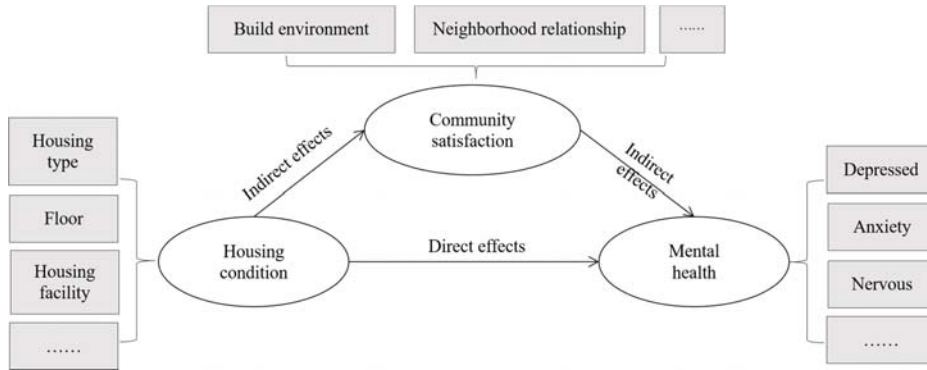 Build environment
Neighborhood relationship
……
Community
satisfaction
Indirect effects
Indirect
effects
Housing
type
Floor
Housing
facility
……
Housing
condition
Direct effects
Mental
health
Depressed
Anxiety
Nervous
……